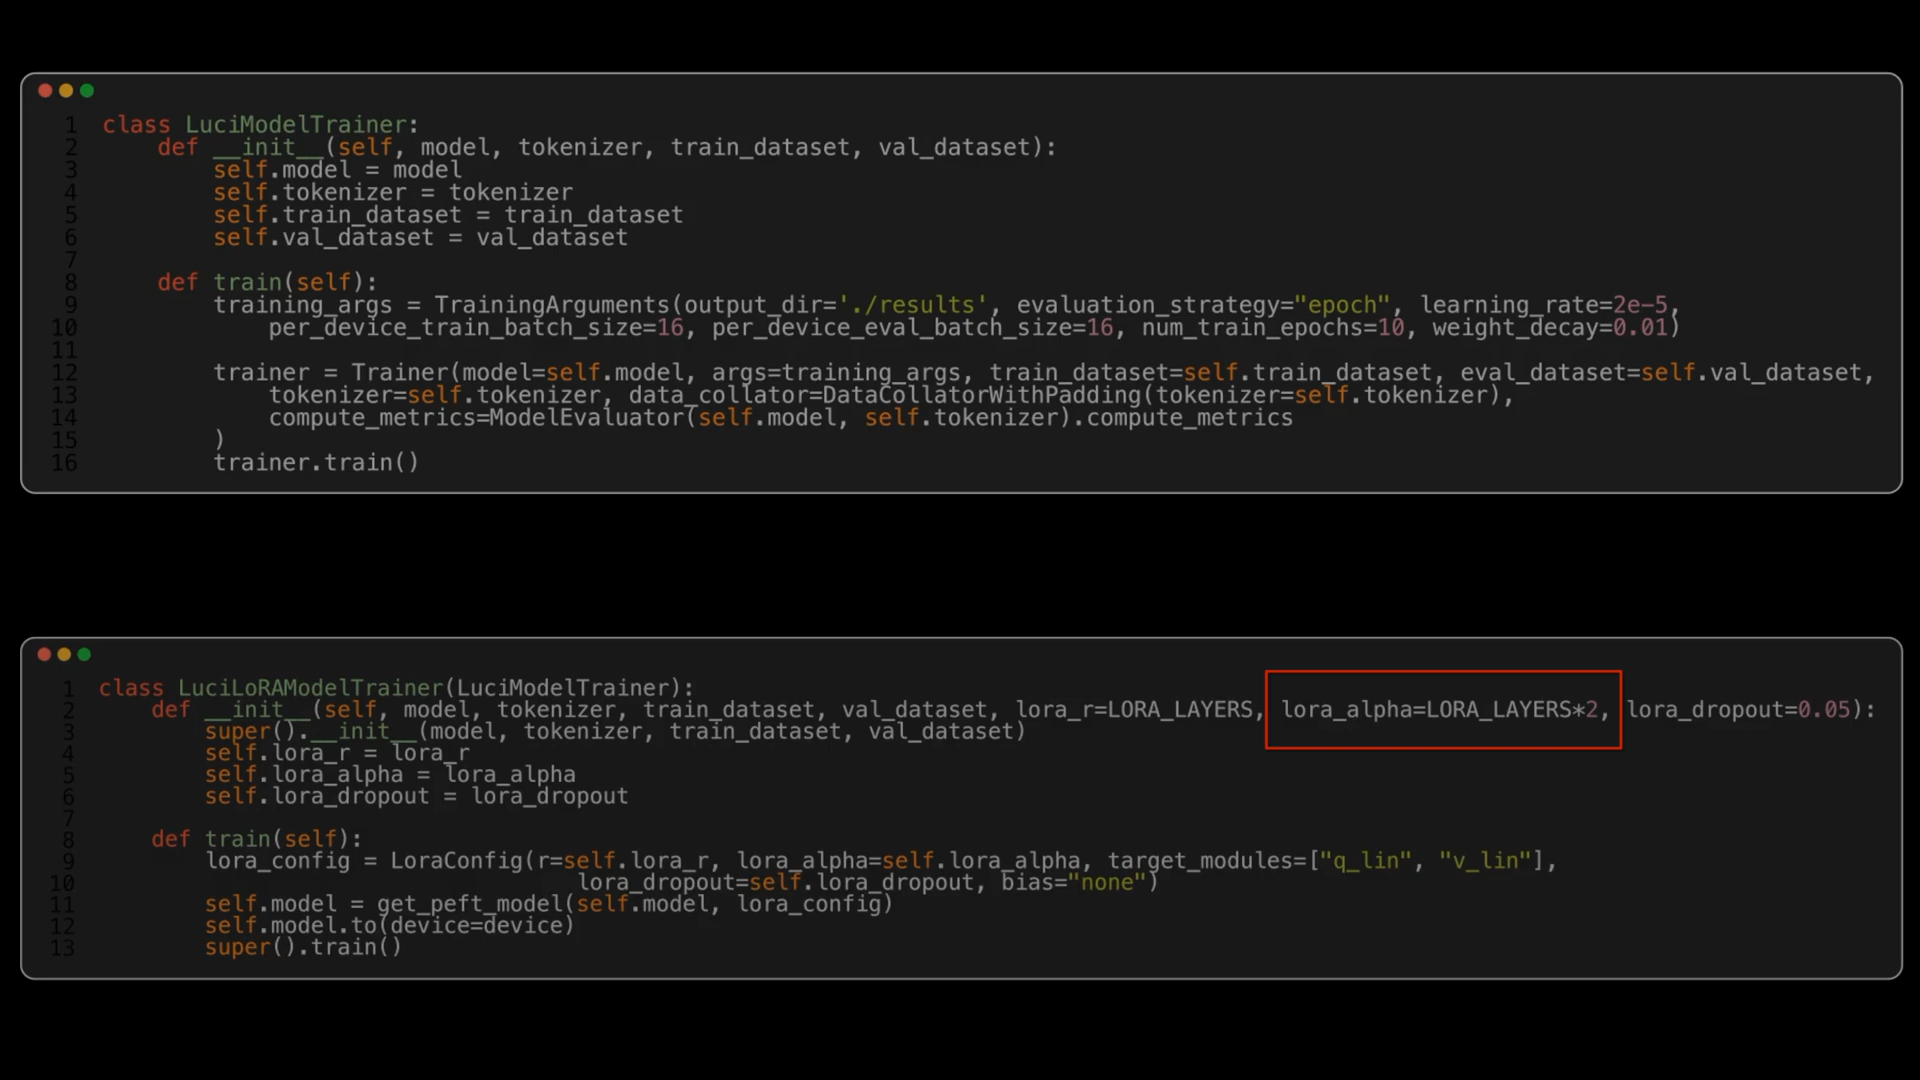 1 class LuciModelTrainer:
2     def __init__(self, model, tokenizer, train_dataset, val_dataset):
3         self.model = model
4         self.tokenizer = tokenizer
5         self.train_dataset = train_dataset
6         self.val_dataset = val_dataset
7
8     def train(self):
9         training_args = TrainingArguments(output_dir='./results', evaluation_strategy="epoch", learning_rate=2e-5,
10             per_device_train_batch_size=16, per_device_eval_batch_size=16, num_train_epochs=10, weight_decay=0.01)
11
12         trainer = Trainer(model=self.model, args=training_args, train_dataset=self.train_dataset, eval_dataset=self.val_dataset,
13             tokenizer=self.tokenizer, data_collator=DataCollatorWithPadding(tokenizer=self.tokenizer),
14             compute_metrics=ModelEvaluator(self.model, self.tokenizer).compute_metrics
15         )
16         trainer.train()
1 class LuciLoRAModelTrainer(LuciModelTrainer):
2     def __init__(self, model, tokenizer, train_dataset, val_dataset, lora_r=LORA_LAYERS, lora_alpha=LORA_LAYERS*2, lora_dropout=0.05):
3         super().__init__(model, tokenizer, train_dataset, val_dataset)
4         self.lora_r = lora_r
5         self.lora_alpha = lora_alpha
6         self.lora_dropout = lora_dropout
7
8     def train(self):
9         lora_config = LoraConfig(r=self.lora_r, lora_alpha=self.lora_alpha, target_modules=["q_lin", "v_lin"],
10                                     lora_dropout=self.lora_dropout, bias="none")
11         self.model = get_peft_model(self.model, lora_config)
12         self.model.to(device=device)
13         super().train()